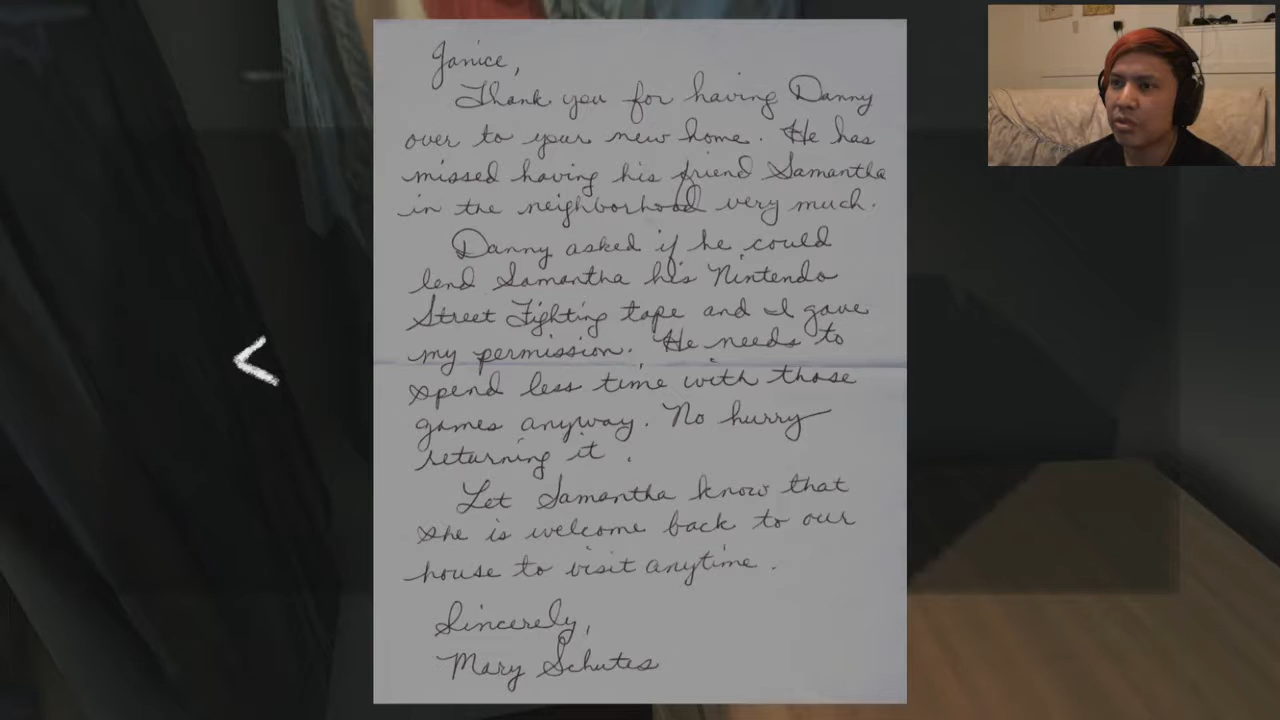 Janice,
Thank you for having Danny
over to your new home. He has
missed having his friend Samantha
in the neighborhood very much.
Danny asked if he could
lend Samantha his Nintendo
Street Fighting tape and I gave
my permission. He needs to
spend less time with those
games anyway. No hurry
returning it.
Let Samantha know that
she is welcome back to our
house to visit anytime.
Sincerely,
Mary Schutes